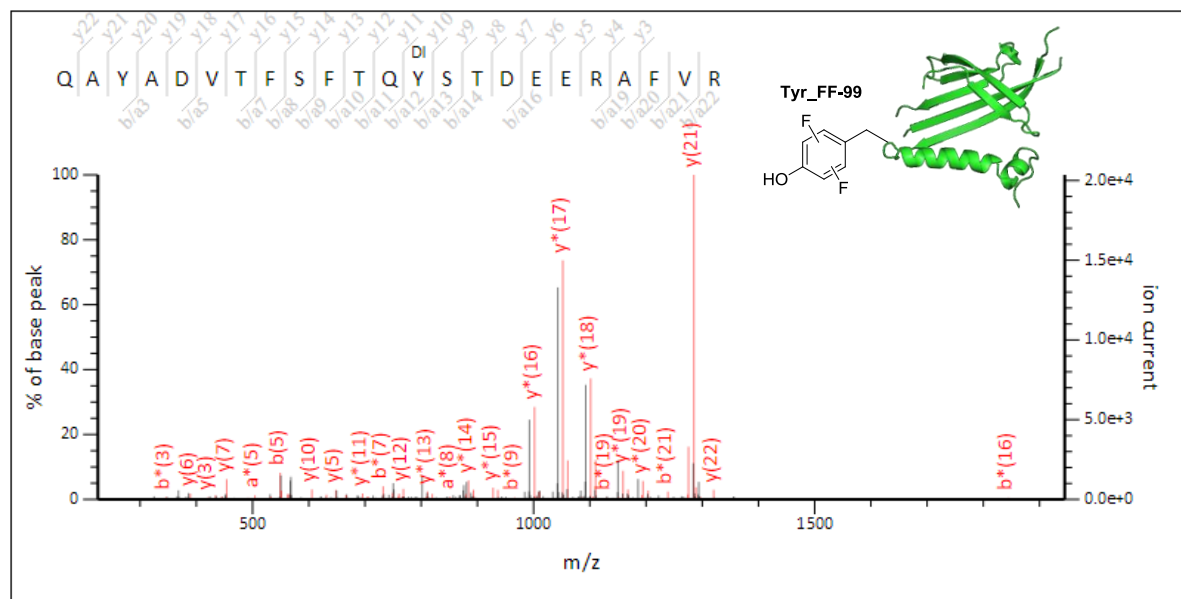 y22 y21 y20 y19 y18 y17 y16 y15 y14 y13 y12 y11 y10 y9 y8 y7 y6 y5 y4 y3
DI
Q A Y A D V T F S F T Q Y S T D E E R A F V R
b/a3 b/a5 b/a7 b/a8 b/a9 b/a10 b/a11 b/a12 b/a13 b/a14 b/a16 b/a19 b/a20 b/a21 b/a22
Tyr_FF-99
F
HO
F
% of base peak
100
80
60
40
20
0
b*(3)
y(6)
y(3)
y(7)
a*(5)
b(5)
y(10)
y(5)
y*(11)
b*(7)
y(12)
y*(13)
a*(8)
y*(14)
y*(15)
b*(9)
y*(16)
y*(17)
y*(18)
b*(19)
y*(19)
y*(20)
b*(21)
y(21)
y(22)
b*(16)
2.0e+4
1.5e+4
1.0e+4
5.0e+3
0.0e+0
ion current
500 1000 1500
m/z